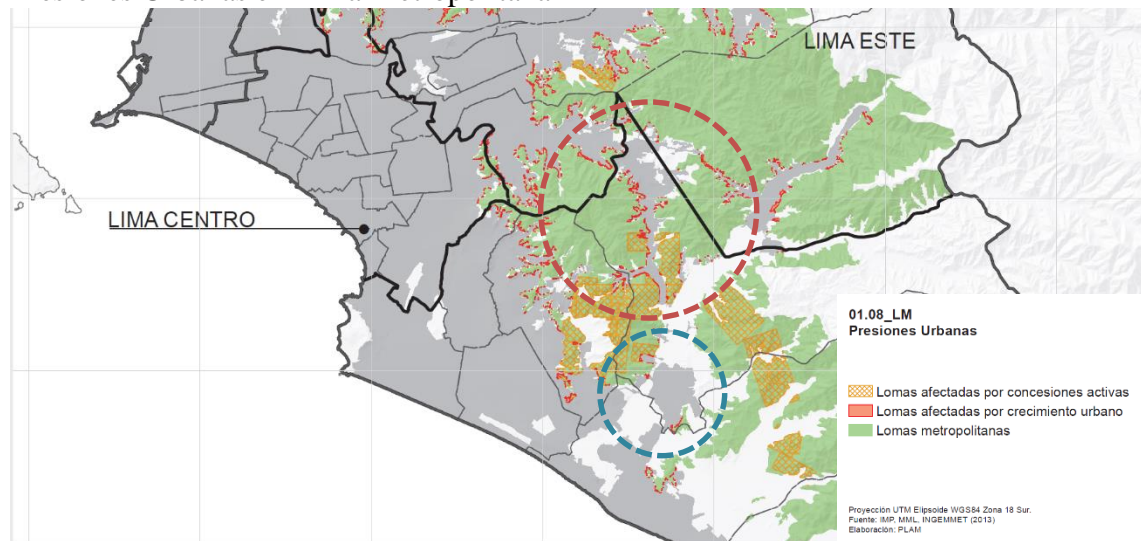 LIMA ESTE
LIMA CENTRO
01.08_LM
Presiones Urbanas
Lomas afectadas por concesiones activas
Lomas afectadas por crecimiento urbano
Lomas metropolitanas
Proyección UTM Elipsoide WGS84 Zona 18 Sur.
Fuente: IMP, MML, INGEMMET (2013)
Elaboración: PLAM